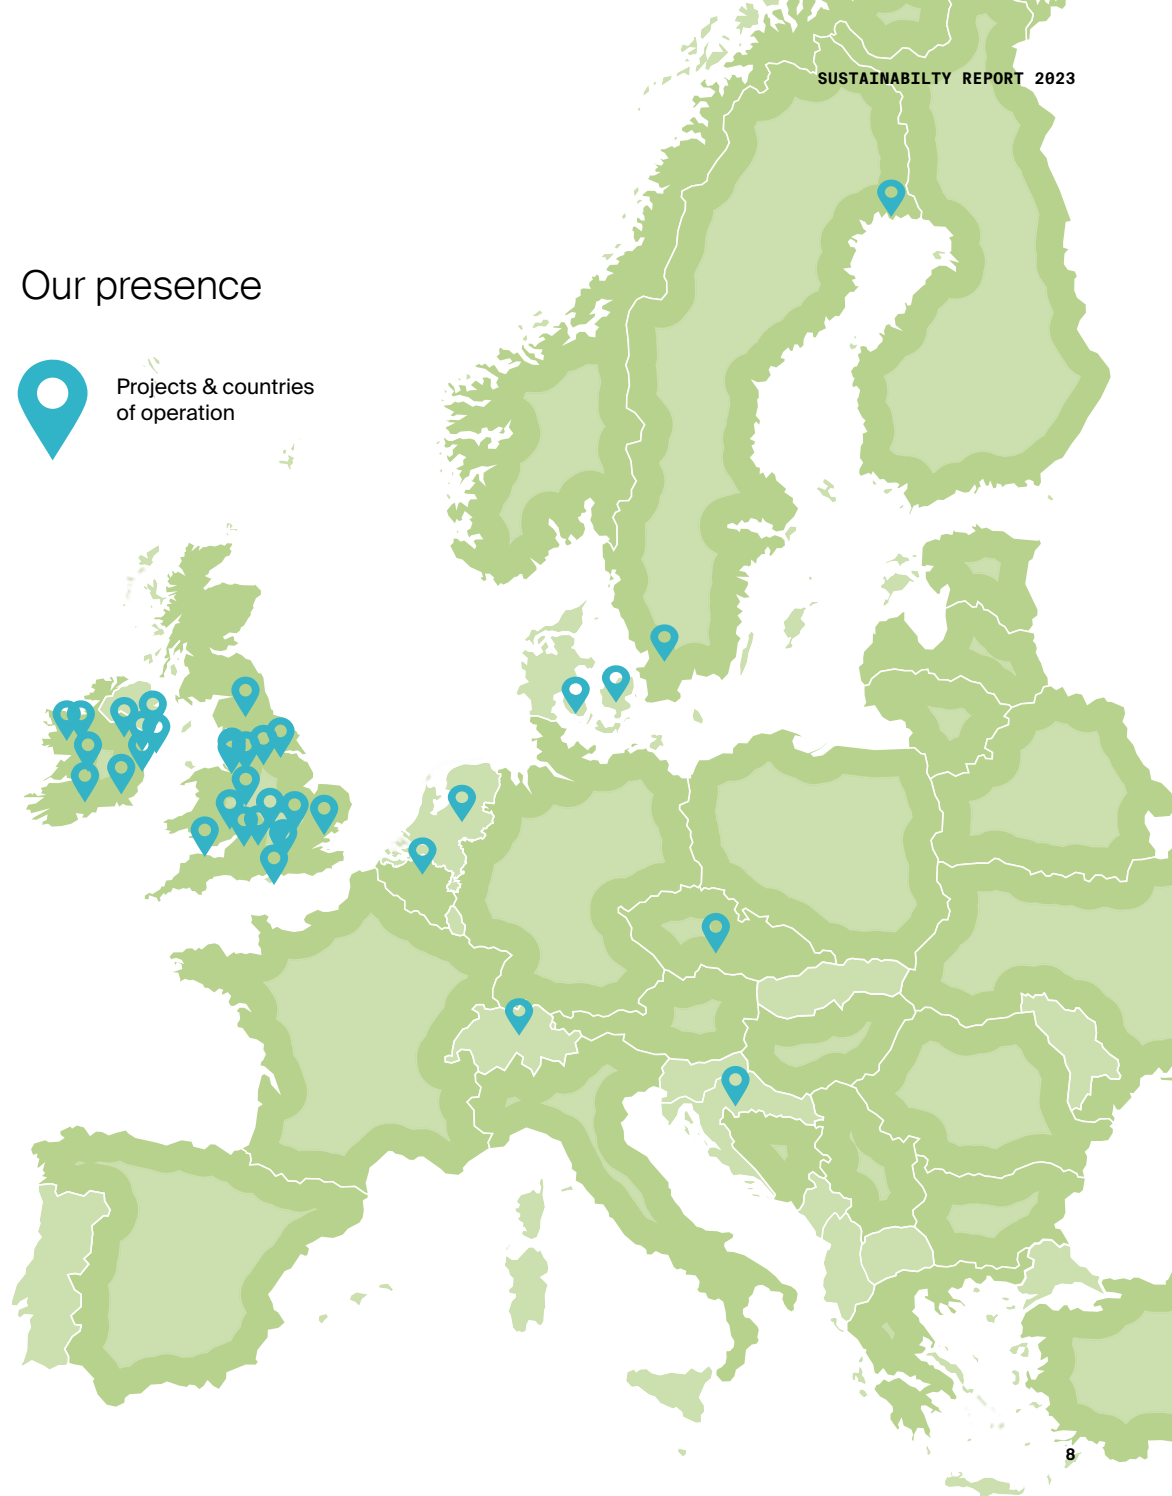 SUSTAINABILTY REPORT 2023
Our presence
Projects & countries
of operation
8